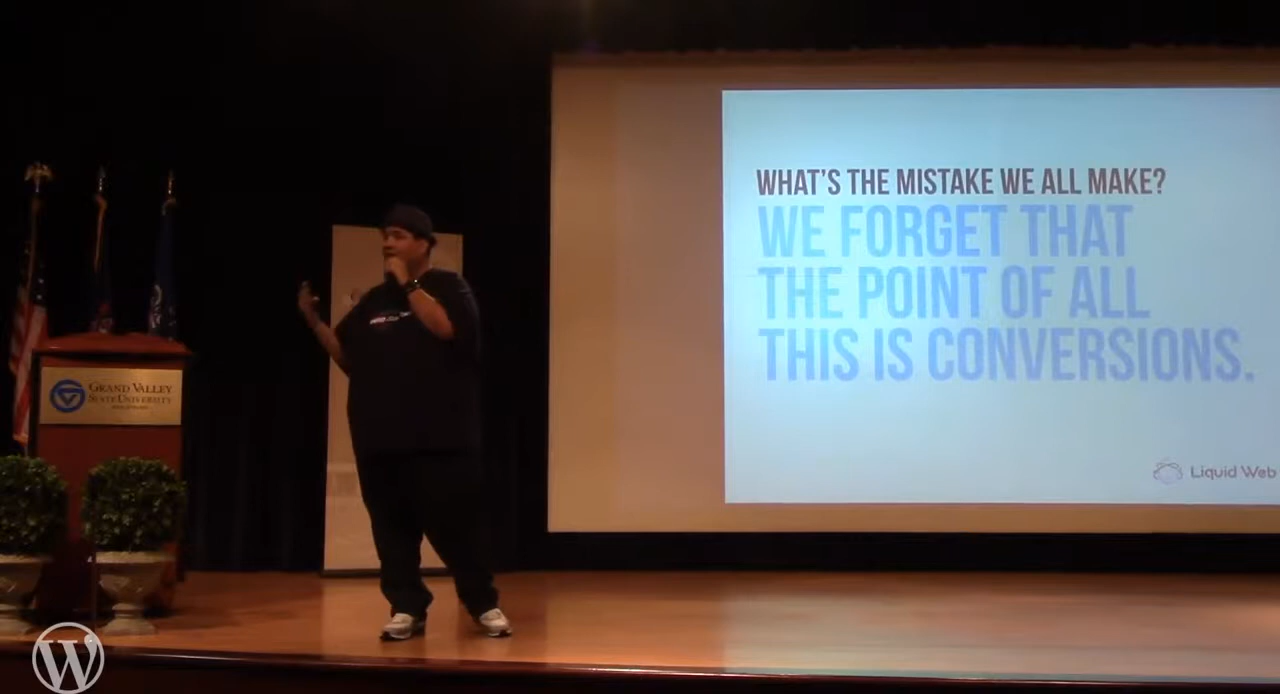 WHAT'S THE MISTAKE WE ALL MAKE?
WE FORGET THAT
THE POINT OF ALL
THIS IS CONVERSIONS.
Liquid Web
GRAND VALLEY
STATE UNIVERSITY
W